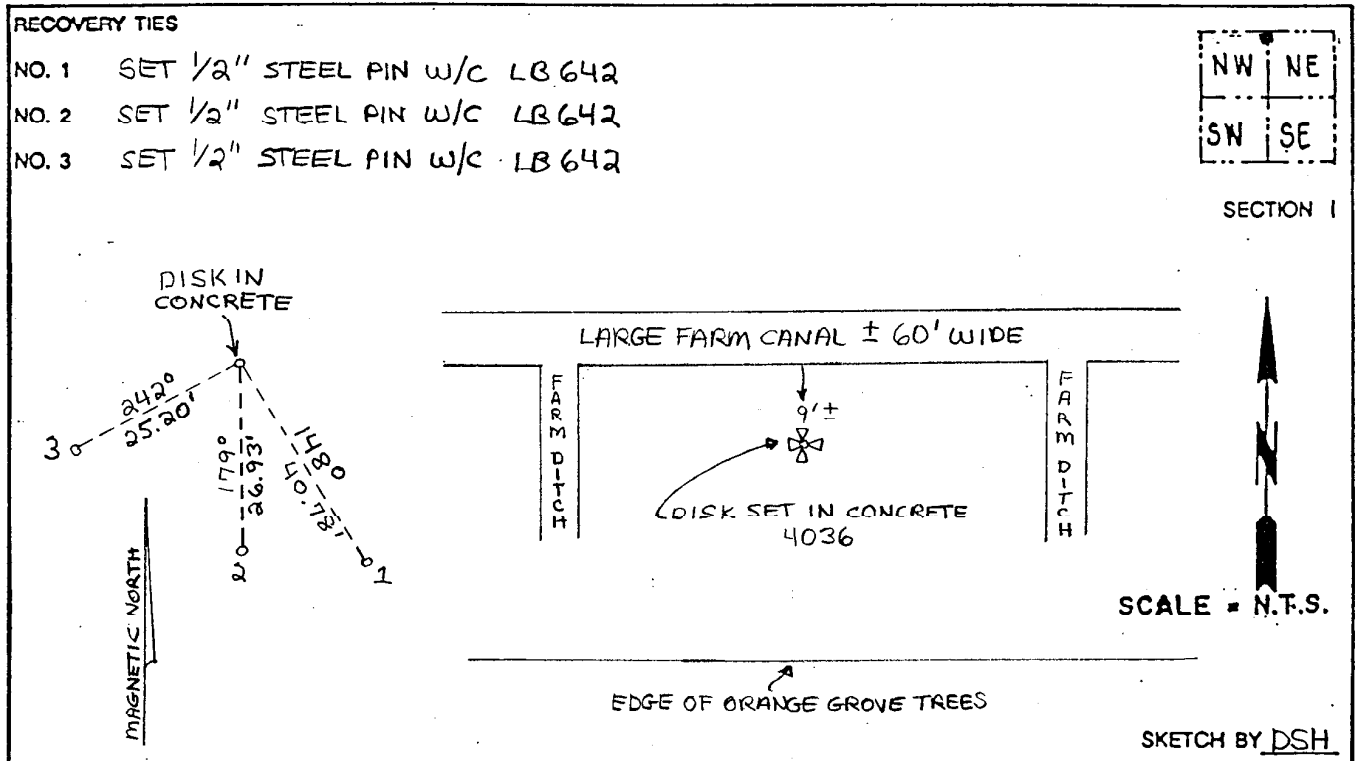 RECOVERY TIES
NO. 1 SET 1/2" STEEL PIN W/C LB 642
NO. 2 SET 1/2" STEEL PIN W/C LB 642
NO. 3 SET 1/2" STEEL PIN W/C LB 642
NW NE
SW SE
SECTION 1
DISK IN
CONCRETE
242°
25.20'
3
179°
26.93'
2
148°
40.78'
1
MAGNETIC NORTH
LARGE FARM CANAL ± 60' WIDE
FARM DITCH
9'±
DISK SET IN CONCRETE
4036
FARM DITCH
N
SCALE = N.T.S.
EDGE OF ORANGE GROVE TREES
SKETCH BY DSH